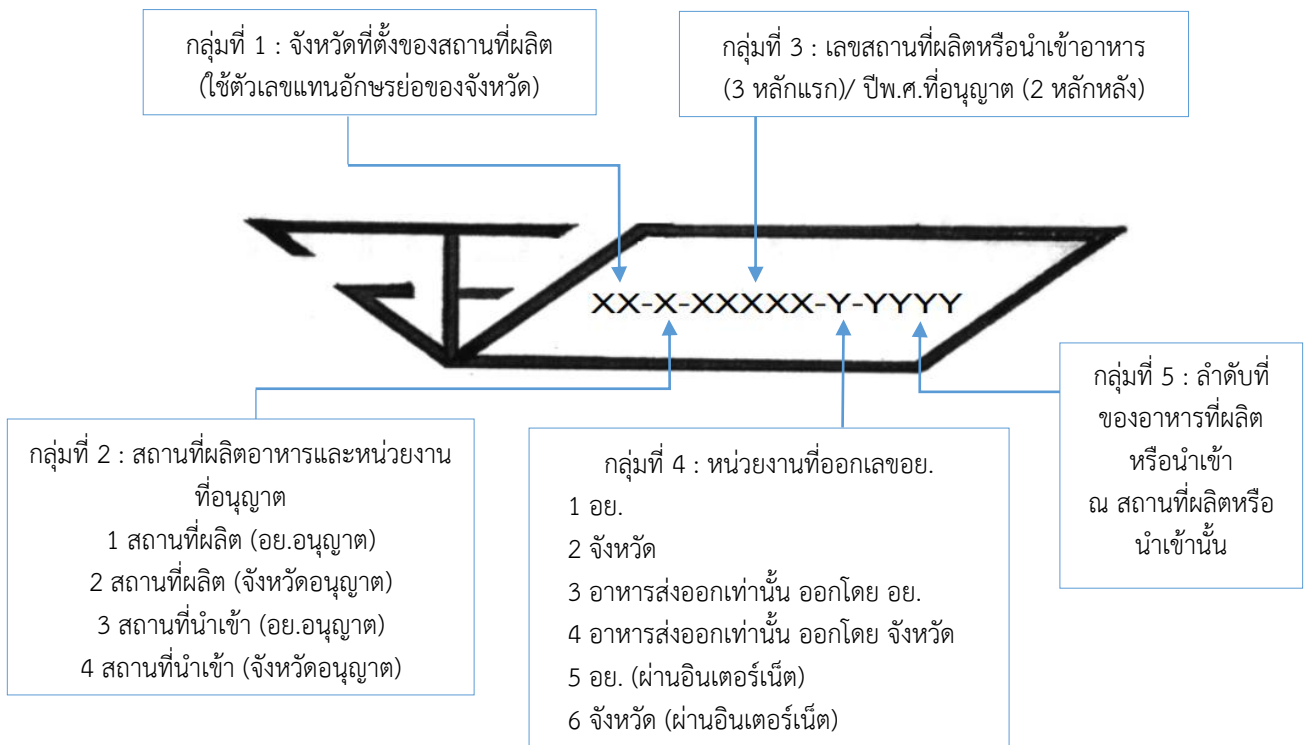 กลุ่มที่ 1 : จังหวัดที่ตั้งของสถานที่ผลิต
(ใช้ตัวเลขแทนอักษรย่อของจังหวัด)
กลุ่มที่ 3 : เลขสถานที่ผลิตหรือนำเข้าอาหาร
(3 หลักแรก)/ ปีพ.ศ.ที่อนุญาต (2 หลักหลัง)
XX-X-XXXXX-Y-YYYY
กลุ่มที่ 2 : สถานที่ผลิตอาหารและหน่วยงาน
ที่อนุญาต
1 สถานที่ผลิต (อย.อนุญาต)
2 สถานที่ผลิต (จังหวัดอนุญาต)
3 สถานที่นำเข้า (อย.อนุญาต)
4 สถานที่นำเข้า (จังหวัดอนุญาต)
กลุ่มที่ 4 : หน่วยงานที่ออกเลขอย.
1 อย.
2 จังหวัด
3 อาหารส่งออกเท่านั้น ออกโดย อย.
4 อาหารส่งออกเท่านั้น ออกโดย จังหวัด
5 อย. (ผ่านอินเตอร์เน็ต)
6 จังหวัด (ผ่านอินเตอร์เน็ต)
กลุ่มที่ 5 : ลำดับที่
ของอาหารที่ผลิต
หรือนำเข้า
ณ สถานที่ผลิตหรือ
นำเข้านั้น